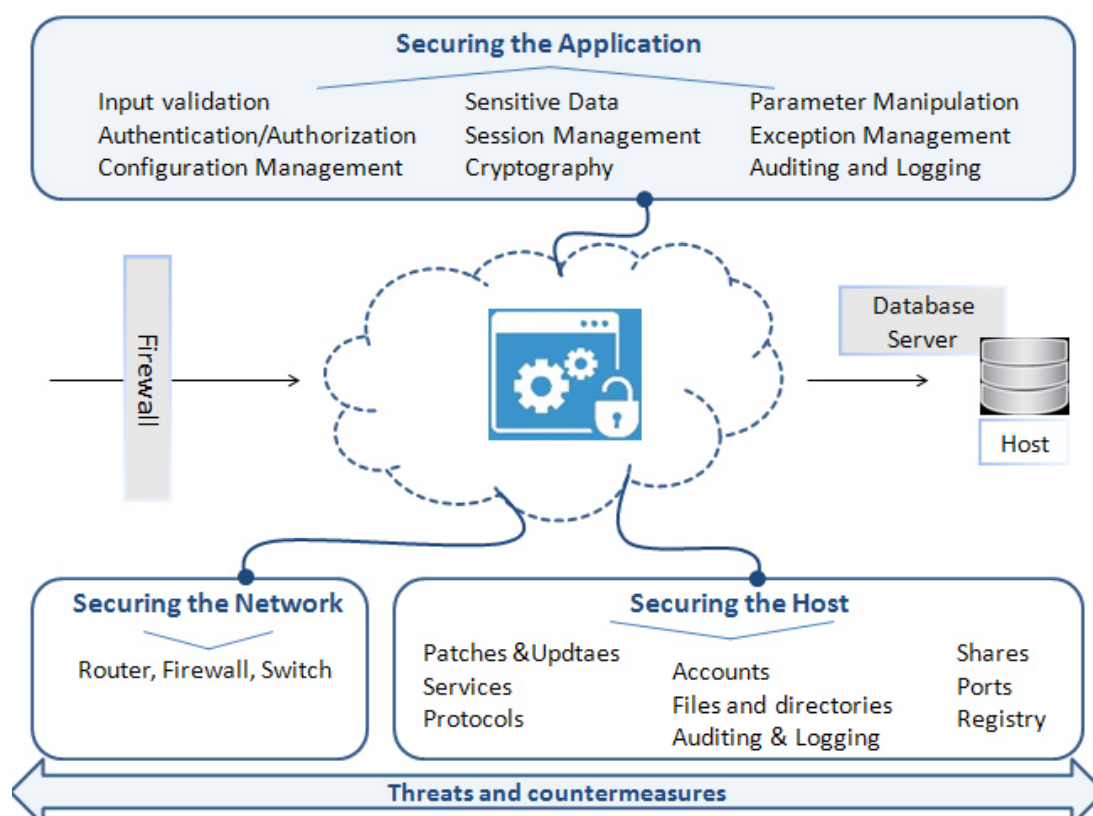 Securing the Application
Input validation
Authentication/Authorization
Configuration Management
Sensitive Data
Session Management
Cryptography
Parameter Manipulation
Exception Management
Auditing and Logging
Firewall
Database
Server
Host
Securing the Network
Router, Firewall, Switch
Securing the Host
Patches &Updtaes
Services
Protocols
Accounts
Files and directories
Auditing & Logging
Shares
Ports
Registry
Threats and countermeasures